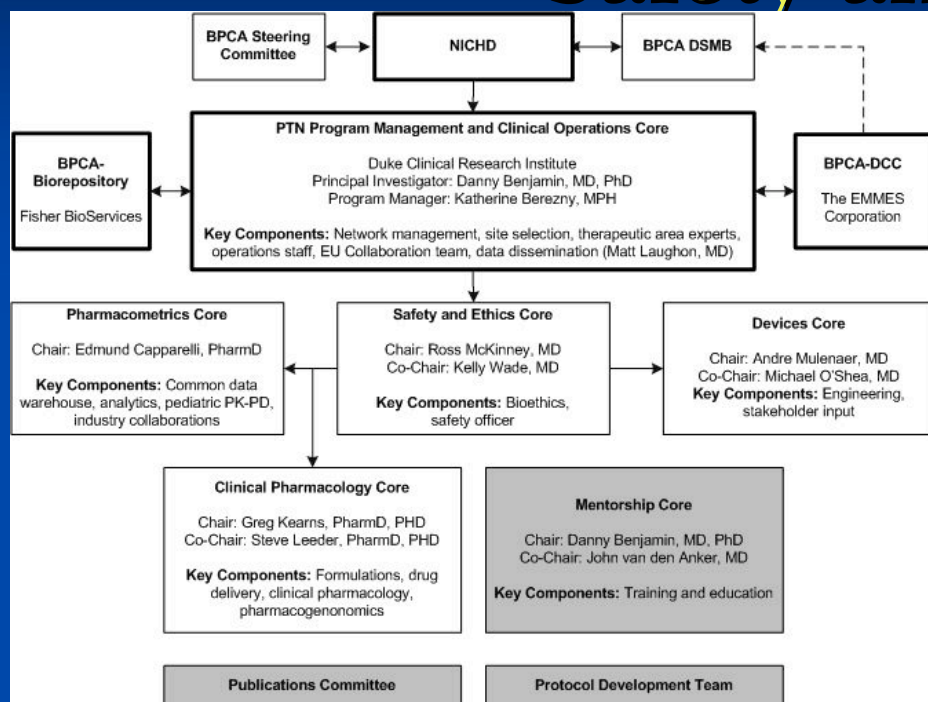 BPCA Steering
Committee
NICHD
BPCA DSMB
PTN Program Management and Clinical Operations Core
Duke Clinical Research Institute
Principal Investigator: Danny Benjamin, MD, PhD
Program Manager: Katherine Berezny, MPH
Key Components: Network management, site selection, therapeutic area experts,
operations staff, EU Collaboration team, data dissemination (Matt Laughon, MD)
BPCA-
Biorepository
Fisher BioServices
BPCA-DCC
The EMMES
Corporation
Pharmacometrics Core
Chair: Edmund Capparelli, PharmD
Key Components: Common data
warehouse, analytics, pediatric PK-PD,
industry collaborations
Safety and Ethics Core
Chair: Ross McKinney, MD
Co-Chair: Kelly Wade, MD
Key Components: Bioethics,
safety officer
Devices Core
Chair: Andre Mulenaer, MD
Co-Chair: Michael O'Shea, MD
Key Components: Engineering,
stakeholder input
Clinical Pharmacology Core
Chair: Greg Kearns, PharmD, PHD
Co-Chair: Steve Leeder, PharmD, PHD
Key Components: Formulations, drug
delivery, clinical pharmacology,
pharmacogenonomics
Mentorship Core
Chair: Danny Benjamin, MD, PhD
Co-Chair: John van den Anker, MD
Key Components: Training and education
Publications Committee
Protocol Development Team